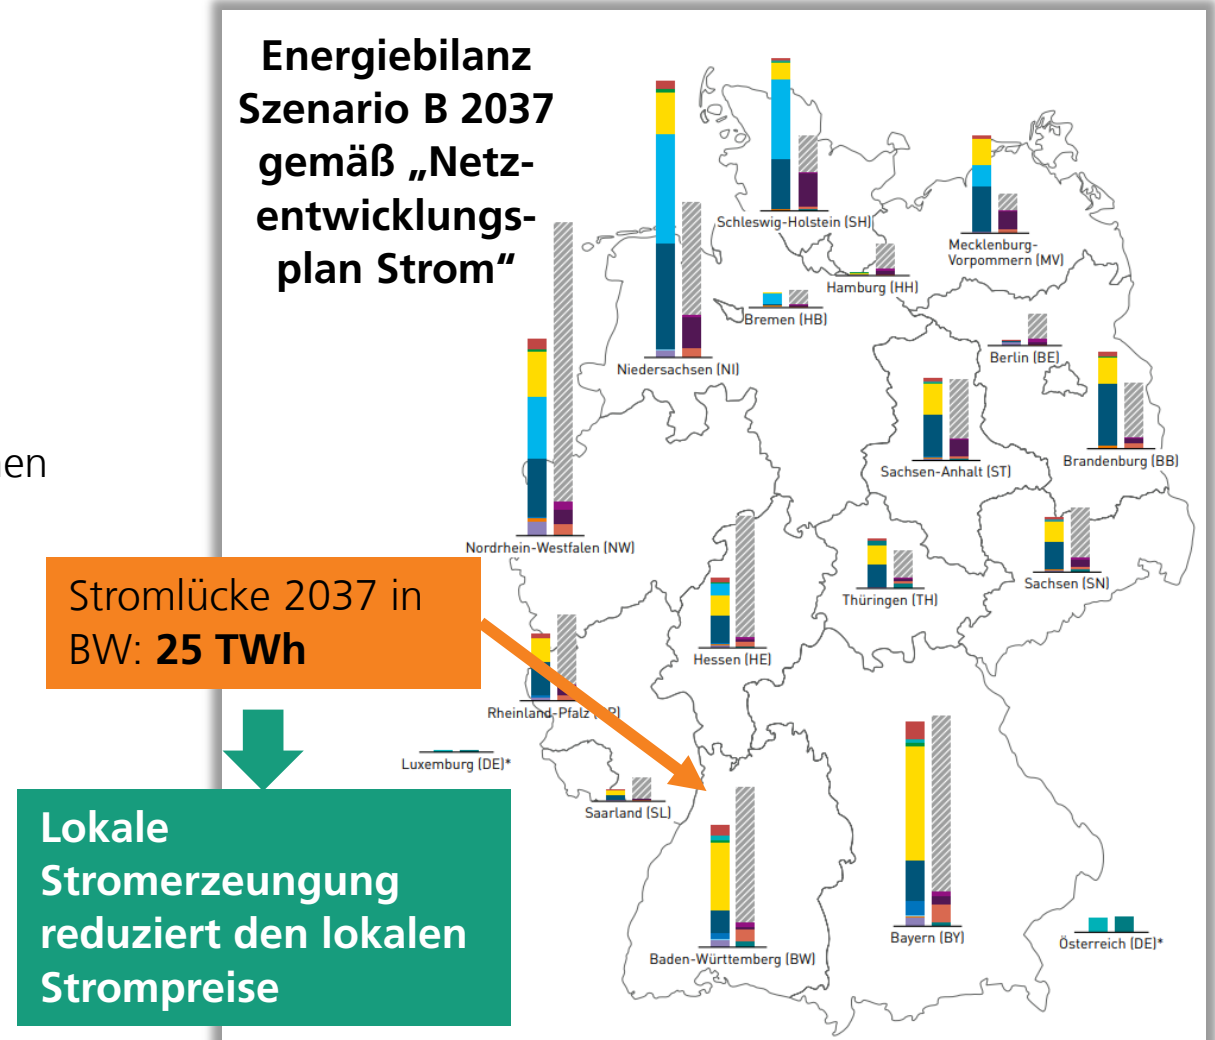 Energiebilanz
Szenario B 2037
gemäß „Netz-
entwicklungs-
plan Strom“
Schleswig-Holstein (SH)
Mecklenburg-
Vorpommern (MV)
Hamburg (HH)
Bremen (HB)
Niedersachsen (NI)
Berlin (BE)
Sachsen-Anhalt (ST)
Brandenburg (BB)
Nordrhein-Westfalen (NW)
Thüringen (TH)
Sachsen (SN)
Hessen (HE)
Stromlücke 2037 in
BW: 25 TWh
Rheinland-Pfalz
Luxemburg (DE)*
Saarland (SL)
Lokale
Stromerzeungung
reduziert den lokalen
Strompreise
Baden-Württemberg (BW)
Bayern (BY)
Österreich (DE)*